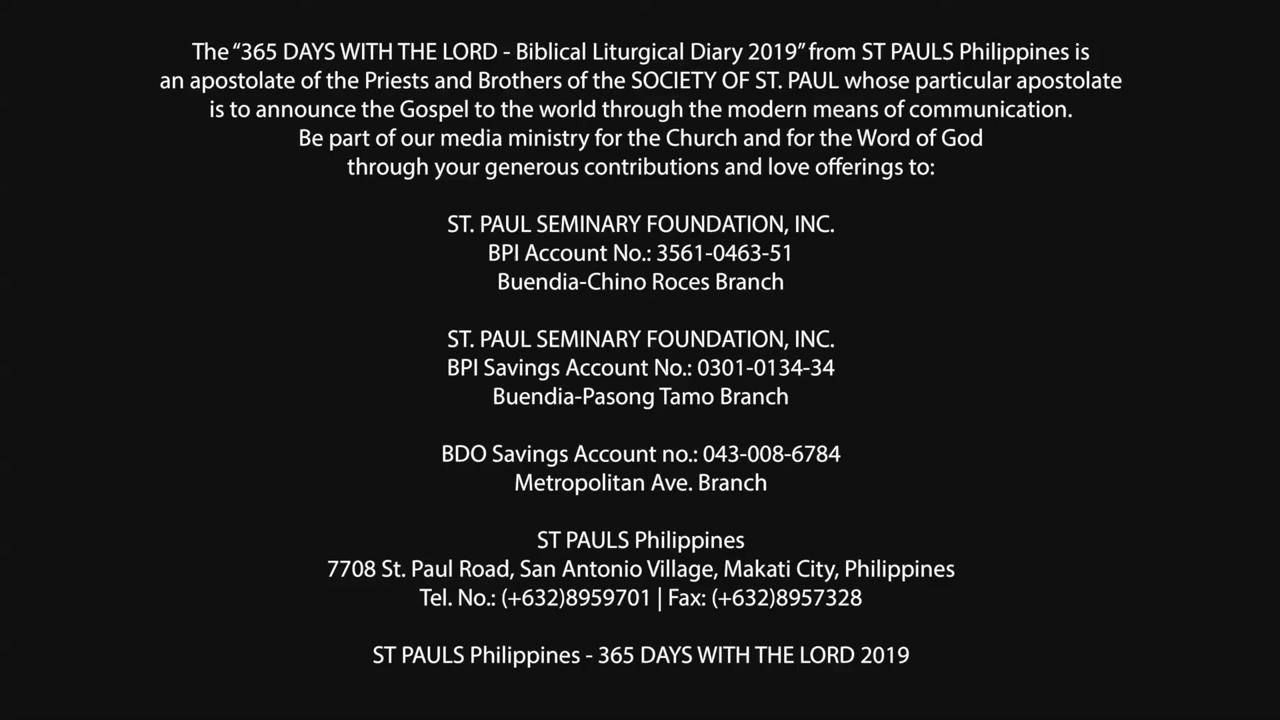 The “365 DAYS WITH THE LORD - Biblical Liturgical Diary 2019” from ST PAULS Philippines is
an apostolate of the Priests and Brothers of the SOCIETY OF ST. PAUL whose particular apostolate
is to announce the Gospel to the world through the modern means of communication.
Be part of our media ministry for the Church and for the Word of God
through your generous contributions and love offerings to:
ST. PAUL SEMINARY FOUNDATION, INC.
BPI Account No.: 3561-0463-51
Buendia-Chino Roces Branch
ST. PAUL SEMINARY FOUNDATION, INC.
BPI Savings Account No.: 0301-0134-34
Buendia-Pasong Tamo Branch
BDO Savings Account no.: 043-008-6784
Metropolitan Ave. Branch
ST PAULS Philippines
7708 St. Paul Road, San Antonio Village, Makati City, Philippines
Tel. No.: (+632)8959701 | Fax: (+632)8957328
ST PAULS Philippines - 365 DAYS WITH THE LORD 2019